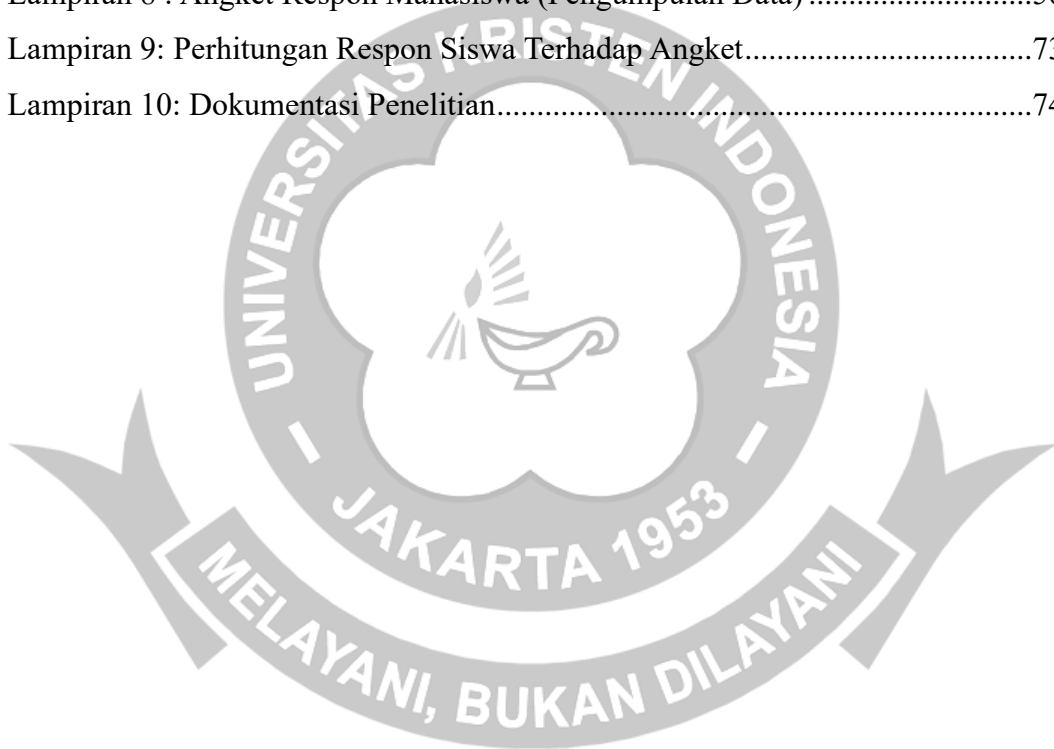 Lampiran 8 : Angket Respon Mahasiswa (Pengumpulan Data)
Lampiran 9: Perhitungan Respon Siswa Terhadap Angket.....................................73
Lampiran 10: Dokumentasi Penelitian....................................................................74
UNIVERSITAS KRISTEN INDONESIA
JAKARTA 1953
MELAYANI, BUKAN DILAYANI